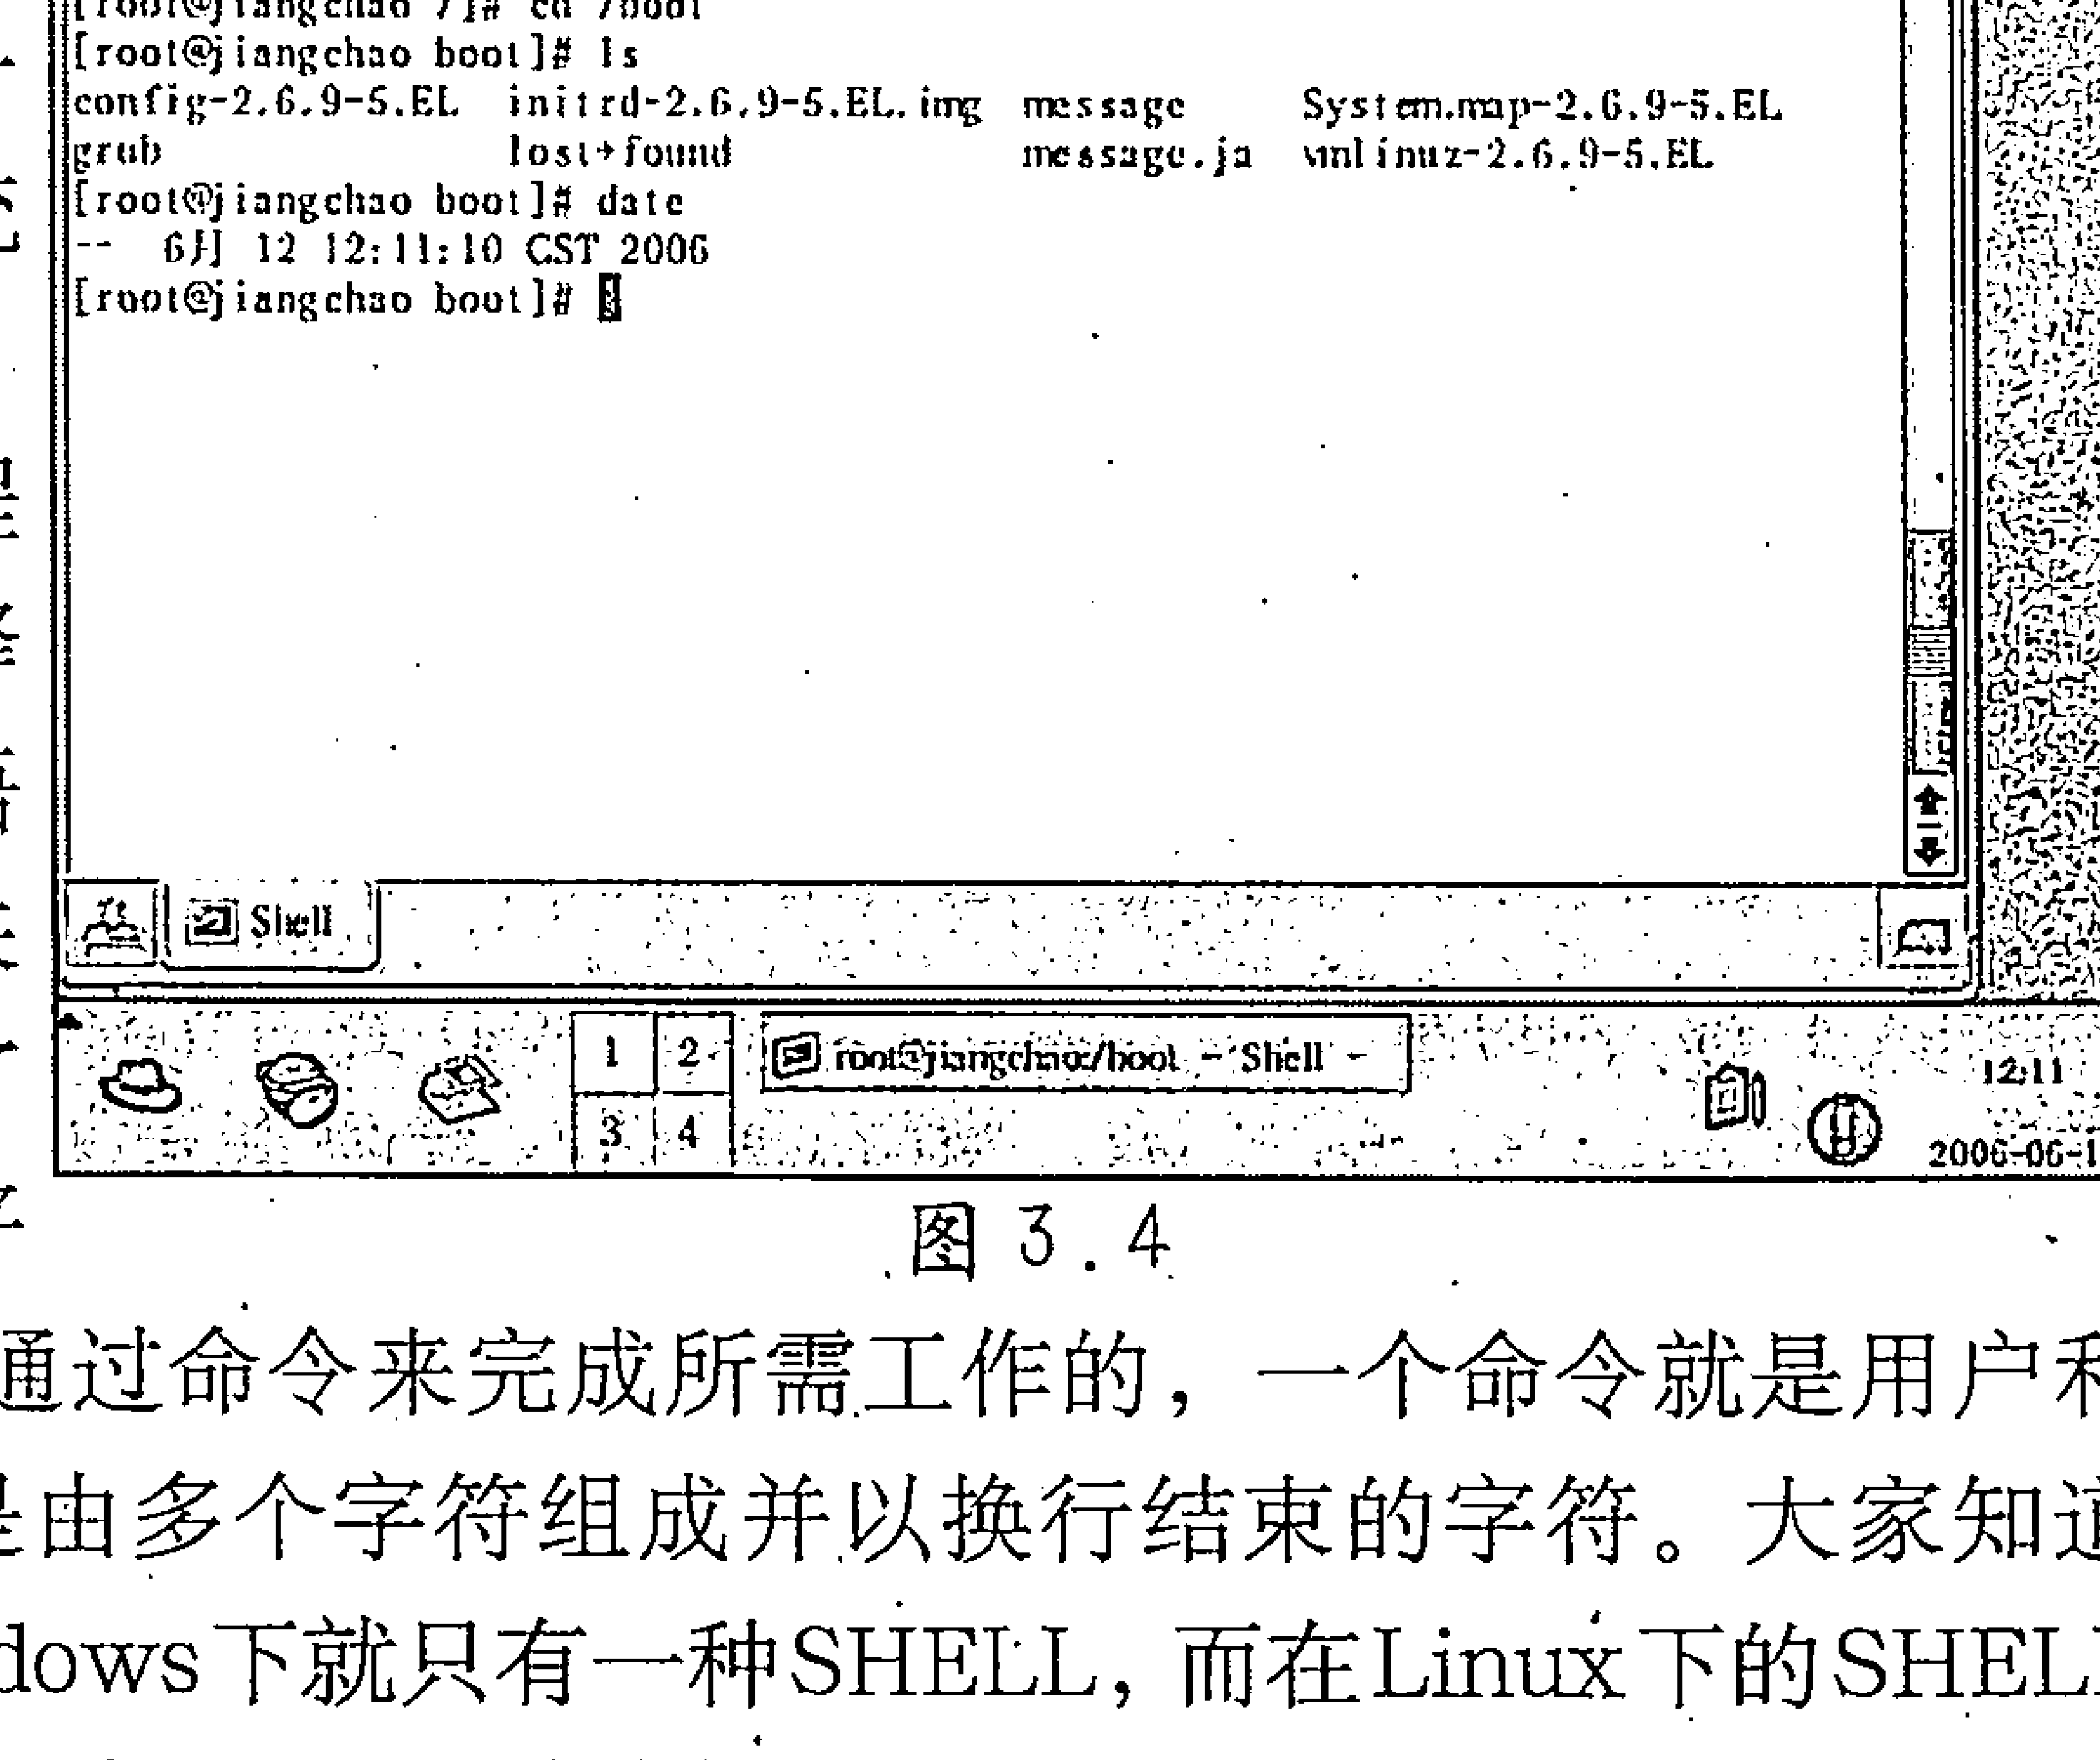 [root@jiangchao /]# cd /boot
[root@jiangchao boot]# ls
config-2.6.9-5.EL initrd-2.6.9-5.EL.img message System.map-2.6.9-5.EL
grub lost+found message.ja vmlinuz-2.6.9-5.EL
[root@jiangchao boot]# date
-- 6月 12 12:11:10 CST 2006
[root@jiangchao boot]#
Shell
1 2
root@jiangchao:/boot - Shell -
12:11
3 4
2006-06-1
图 3.4
通过命令来完成所需工作的，一个命令就是用户和
是由多个字符组成并以换行结束的字符。大家知道
dows下就只有一种SHELL，而在Linux下的SHELL